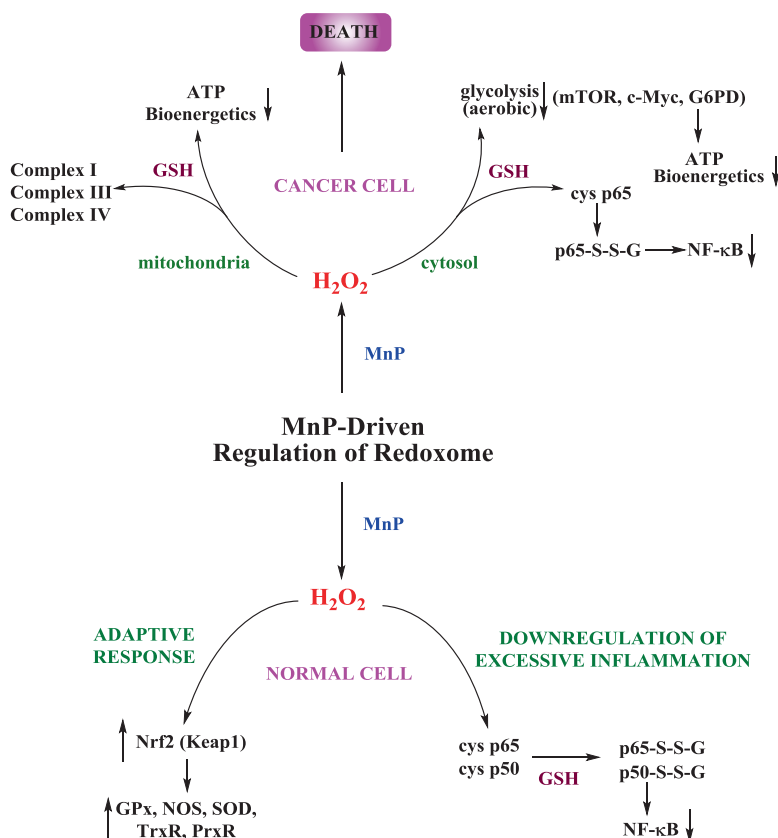 DEATH
ATP
Bioenergetics
glycolysis
(aerobic)
(mTOR, c-Myc, G6PD)
ATP
Bioenergetics
Complex I
Complex III
Complex IV
GSH
CANCER CELL
GSH
cys p65
p65-S-S-G
NF-κB
mitochondria
cytosol
H₂O₂
MnP
MnP-Driven
Regulation of Redoxome
MnP
H₂O₂
ADAPTIVE
RESPONSE
DOWNREGULATION OF
EXCESSIVE INFLAMMATION
NORMAL CELL
Nrf2 (Keap1)
GPx, NOS, SOD,
TrxR, PrxR
cys p65
cys p50
GSH
p65-S-S-G
p50-S-S-G
NF-κB